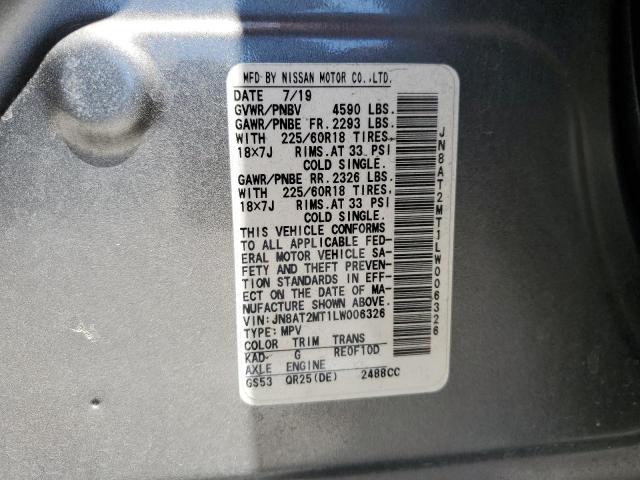 MFD BY NISSAN MOTOR CO.,LTD.
DATE 7/19
GVWR/PNBV 4590 LBS.
GAWR/PNBE FR. 2293 LBS.
WITH 225/60R18 TIRES.
18×7J RIMS.AT 33 PSI
COLD SINGLE.
GAWR/PNBE RR. 2326 LBS.
WITH 225/60R18 TIRES.
18×7J RIMS.AT 33 PSI
COLD SINGLE.
THIS VEHICLE CONFORMS
TO ALL APPLICABLE FED-
ERAL MOTOR VEHICLE SA-
FETY AND THEFT PREVEN-
TION STANDARDS IN EFF-
ECT ON THE DATE OF MA-
NUFACTURE SHOWN ABOVE.
VIN:JN8AT2MT1LW006326
TYPE:MPV
COLOR TRIM TRANS
KAD- G RE0F10D
AXLE ENGINE
GS53 QR25(DE) 2488CC
JN8AT2MT1LW006326